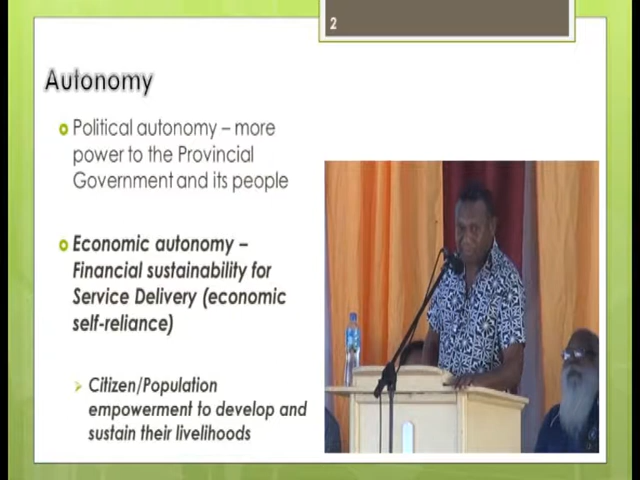 2
Autonomy
Political autonomy – more
power to the Provincial
Government and its people
Economic autonomy –
Financial sustainability for
Service Delivery (economic
self-reliance)
Citizen/Population
empowerment to develop and
sustain their livelihoods